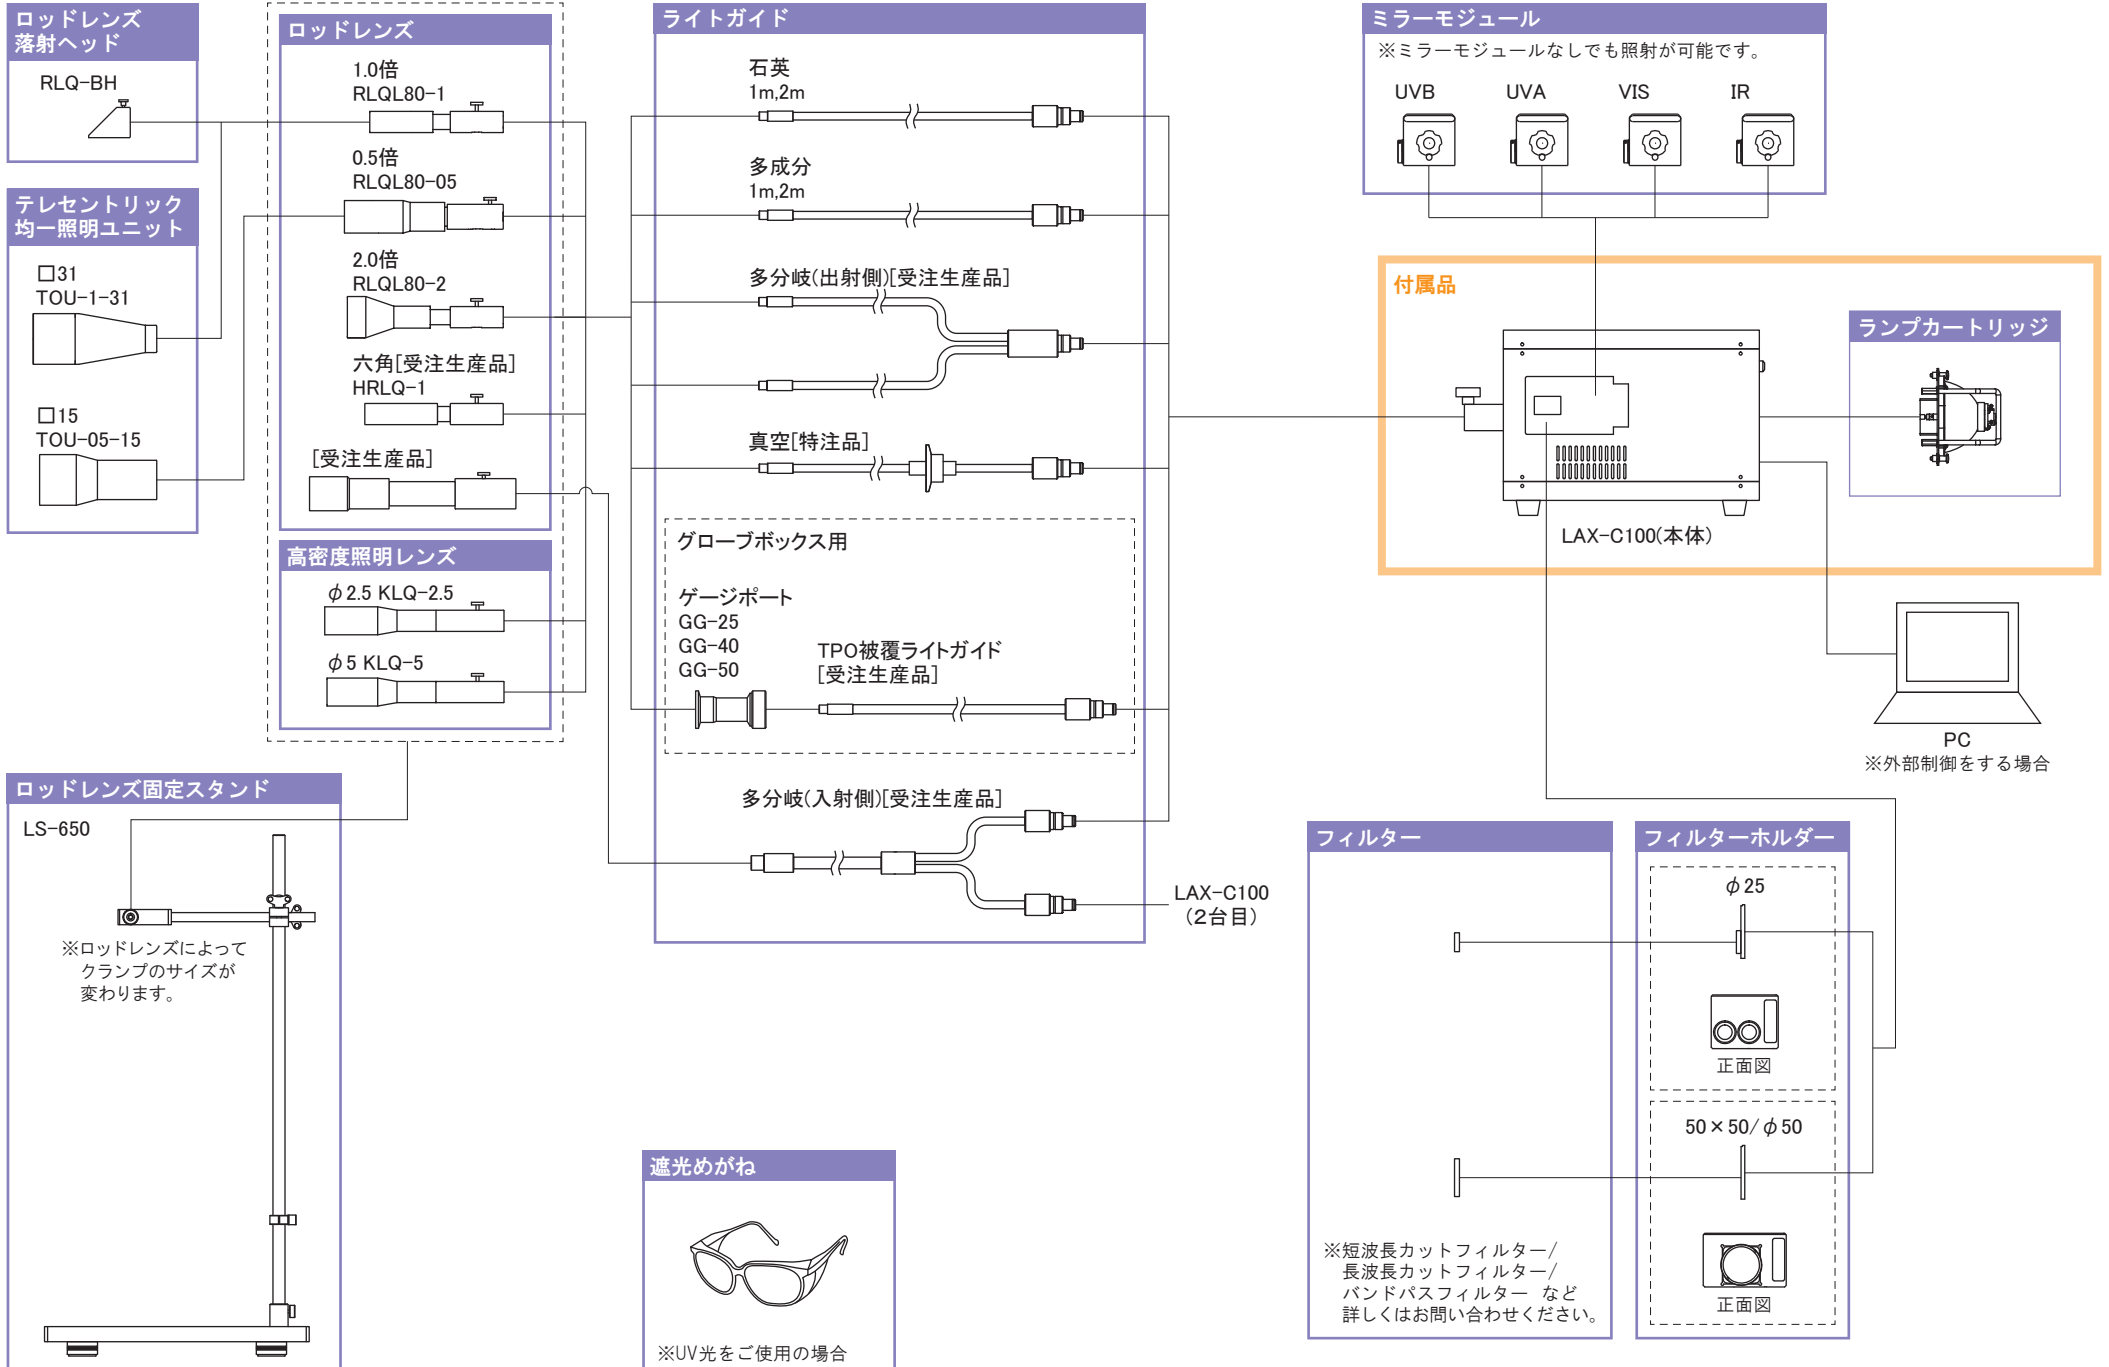 ロッドレンズ
落射ヘッド
RLQ-BH
テレセントリック
均一照明ユニット
□31
TOU-1-31
□15
TOU-05-15
ロッドレンズ
1.0倍
RLQL80-1
0.5倍
RLQL80-05
2.0倍
RLQL80-2
六角[受注生産品]
HRLQ-1
[受注生産品]
高密度照明レンズ
φ2.5 KLQ-2.5
φ5 KLQ-5
ロッドレンズ固定スタンド
LS-650
※ロッドレンズによって
クランプのサイズが
変わります。
ライトガイド
石英
1m,2m
多成分
1m,2m
多分岐(出射側)[受注生産品]
真空[特注品]
グローブボックス用
ゲージポート
GG-25
GG-40
GG-50
TPO被覆ライトガイド
[受注生産品]
多分岐(入射側)[受注生産品]
LAX-C100
(2台目)
遮光めがね
※UV光をご使用の場合
ミラーモジュール
※ミラーモジュールなしでも照射が可能です。
UVB
UVA
VIS
IR
付属品
ランプカートリッジ
LAX-C100(本体)
PC
※外部制御をする場合
フィルター
※短波長カットフィルター/
長波長カットフィルター/
バンドパスフィルター など
詳しくはお問い合わせください。
フィルターホルダー
φ25
正面図
50×50/φ50
正面図